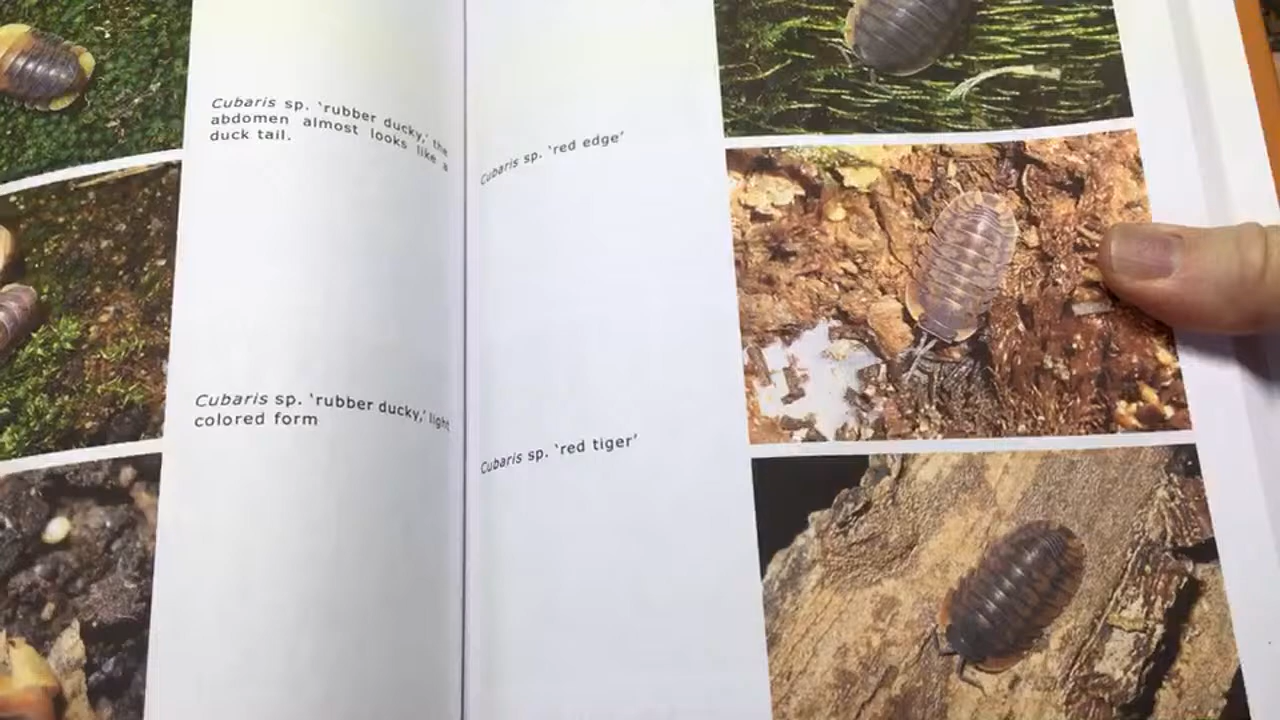 Cubaris sp. ‘rubber ducky,’ the
abdomen almost looks like a
duck tail.
Cubaris sp. ‘rubber ducky,’ light
colored form
Cubaris sp. ‘red edge’
Cubaris sp. ‘red tiger’